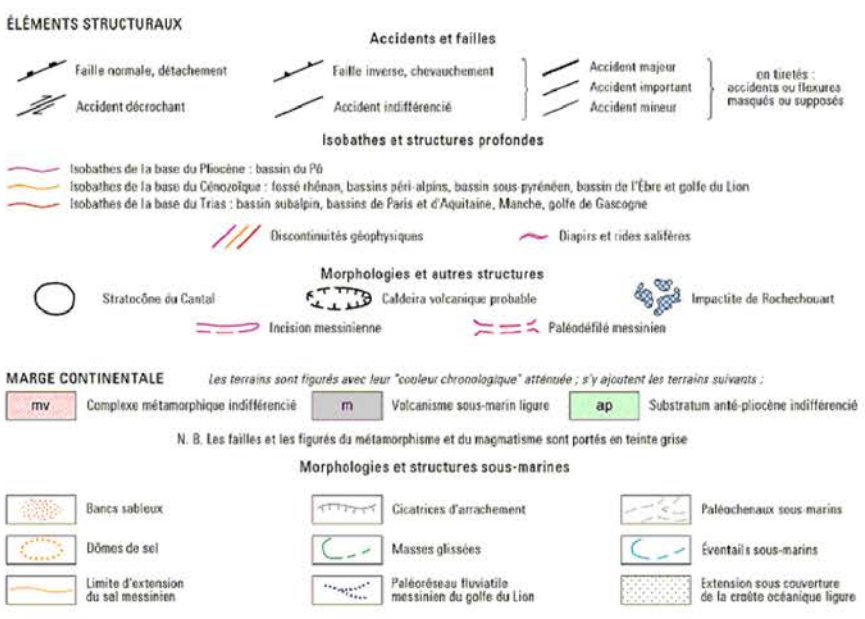 ÉLÉMENTS STRUCTURAUX
Accidents et failles
Faille normale, détachement
Faille inverse, chevauchement
Accident majeur
Accident important
Accident mineur
en tiretés :
accidents ou flexures
masqués ou supposés
Accident décrochant
Accident indifférencié
Isobathes et structures profondes
Isobathes de la base du Pliocène : bassin du Pô
Isobathes de la base du Cénozoïque : fossé rhénan, bassins péri-alpins, bassin sous-pyrénéen, bassin de l'Èbre et golfe du Lion
Isobathes de la base du Trias : bassin subalpin, bassins de Paris et d'Aquitaine, Manche, golfe de Gascogne
Discontinuités géophysiques
Diapirs et rides salifères
Morphologies et autres structures
Stratocône du Cantal
Caldeira volcanique probable
Impactite de Rochechouart
Incision messinienne
Paléodéfilé messinien
MARGE CONTINENTALE
Les terrains sont figurés avec leur "couleur chronologique" atténuée ; s'y ajoutent les terrains suivants :
mv
Complexe métamorphique indifférencié
m
Volcanisme sous-marin ligure
ap
Substratum anté-pliocène indifférencié
N. B. Les failles et les figurés du métamorphisme et du magmatisme sont portés en teinte grise
Morphologies et structures sous-marines
Bancs sableux
Cicatrices d'arrachement
Paléochenaux sous-marins
Dômes de sel
Masses glissées
Éventails sous-marins
Limite d'extension
du sel messinien
Paléoréseau fluviatile
messinien du golfe du Lion
Extension sous couverture
de la croûte océanique ligure